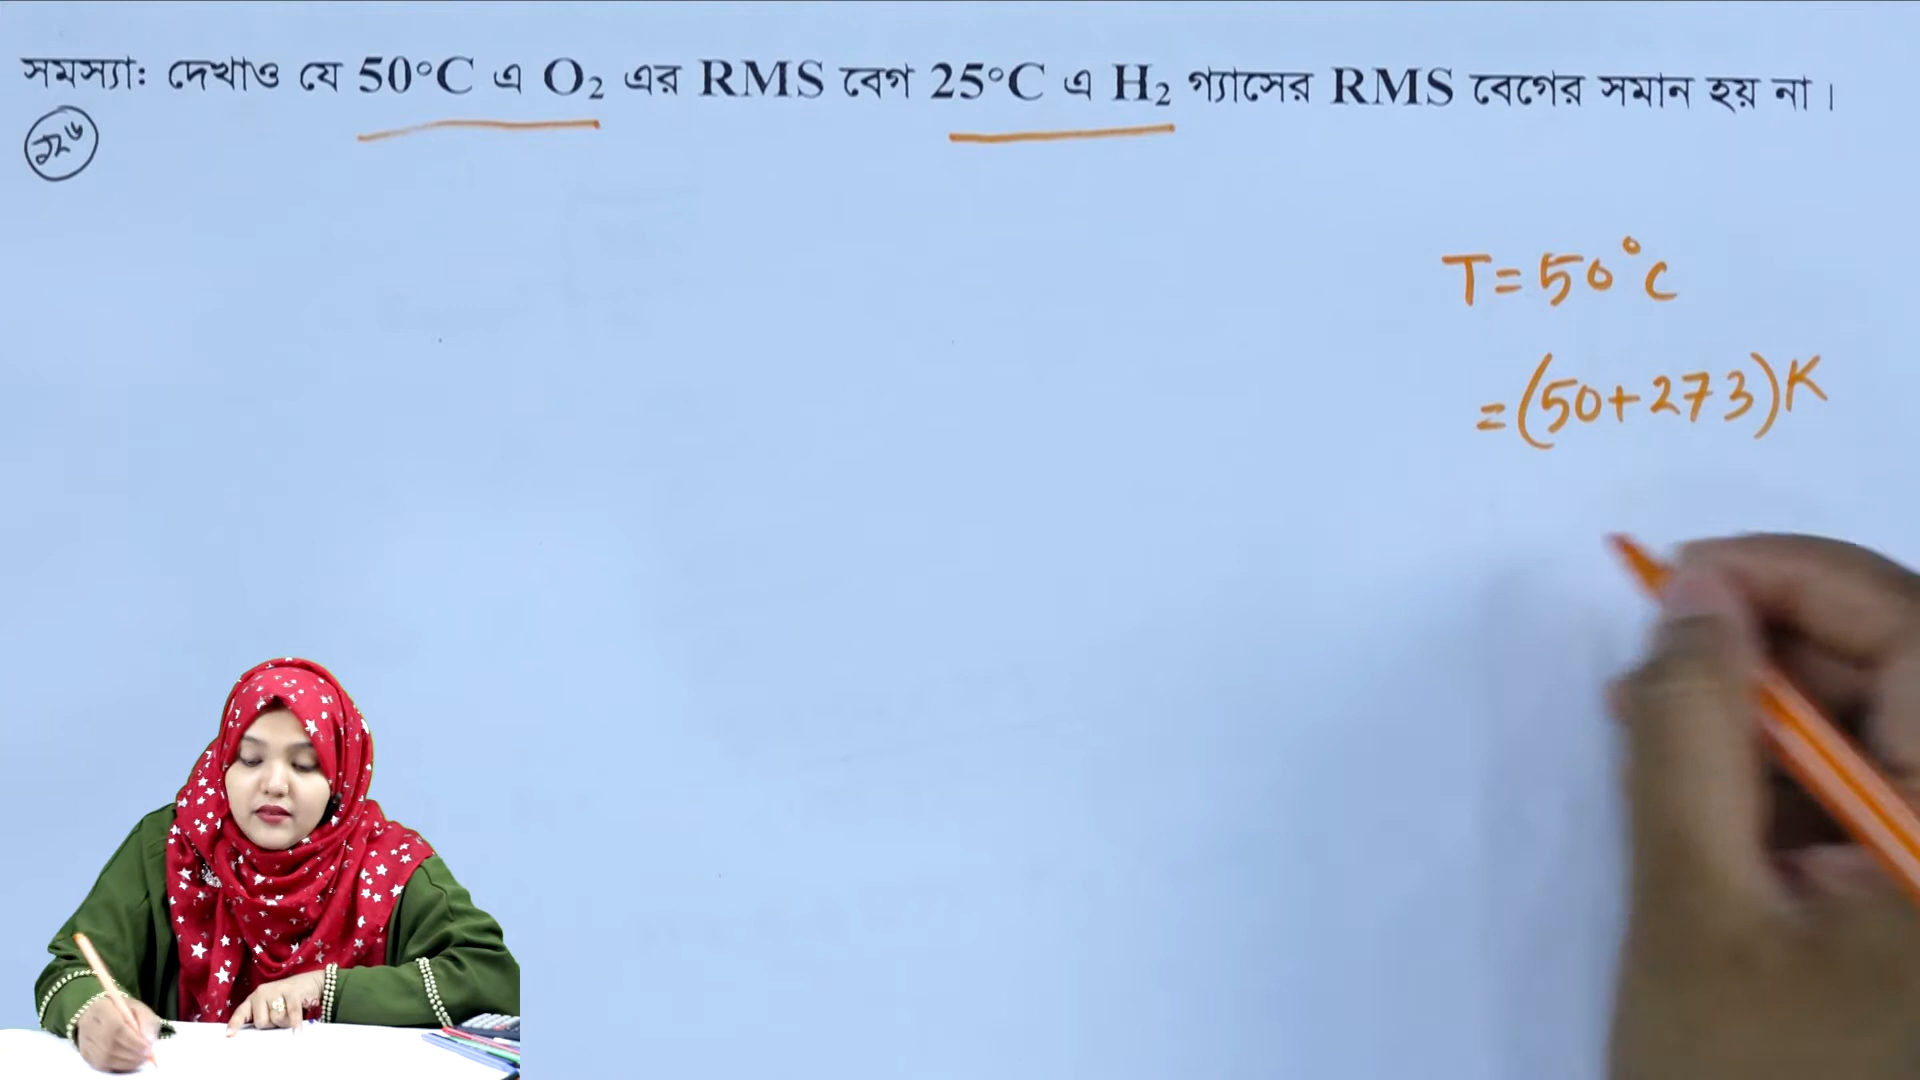 সমস্যা: দেখাও যে 50°C এ O₂ এর RMS বেগ 25°C এ H₂ গ্যাসের RMS বেগের সমান হয় না।
T = 50°C
= (50+273)K